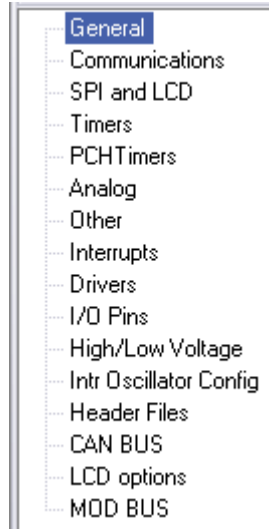 General
Communications
SPI and LCD
Timers
PCHTimers
Analog
Other
Interrupts
Drivers
I/O Pins
High/Low Voltage
Intr Oscillator Config
Header Files
CAN BUS
LCD options
MOD BUS